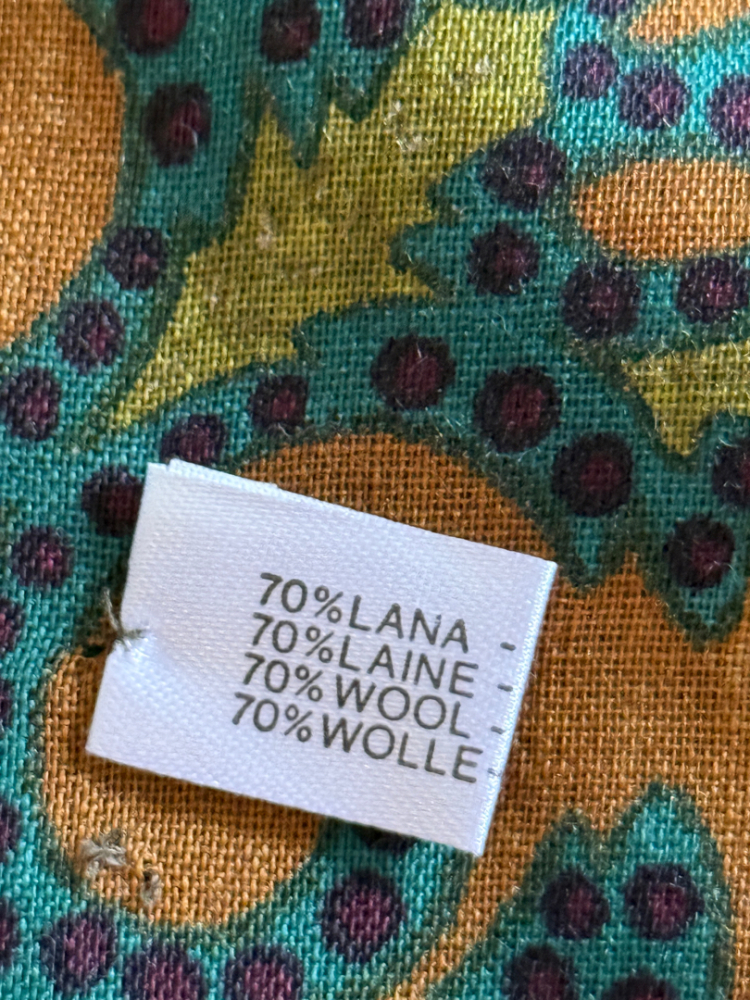 70%LANA -
70%LAINE -
70%WOOL -
70%WOLLE -